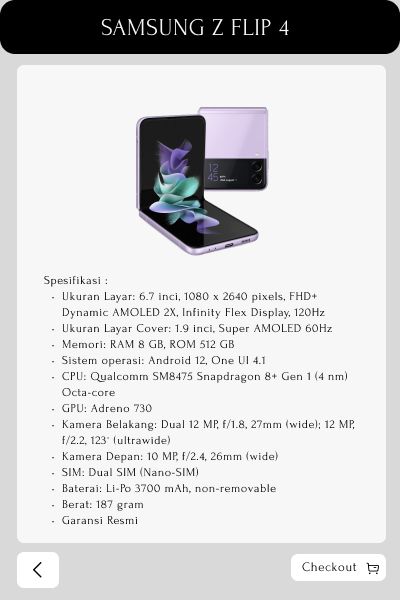 SAMSUNG Z FLIP 4
12
45
Spesifikasi :
· Ukuran Layar: 6.7 inci, 1080 x 2640 pixels, FHD+
Dynamic AMOLED 2X, Infinity Flex Display, 120Hz
· Ukuran Layar Cover: 1.9 inci, Super AMOLED 60Hz
· Memori: RAM 8 GB, ROM 512 GB
· Sistem operasi: Android 12, One UI 4.1
· CPU: Qualcomm SM8475 Snapdragon 8+ Gen 1 (4 nm)
Octa-core
· GPU: Adreno 730
· Kamera Belakang: Dual 12 MP, f/1.8, 27mm (wide); 12 MP,
f/2.2, 123° (ultrawide)
· Kamera Depan: 10 MP, f/2.4, 26mm (wide)
· SIM: Dual SIM (Nano-SIM)
· Baterai: Li-Po 3700 mAh, non-removable
· Berat: 187 gram
· Garansi Resmi
Checkout